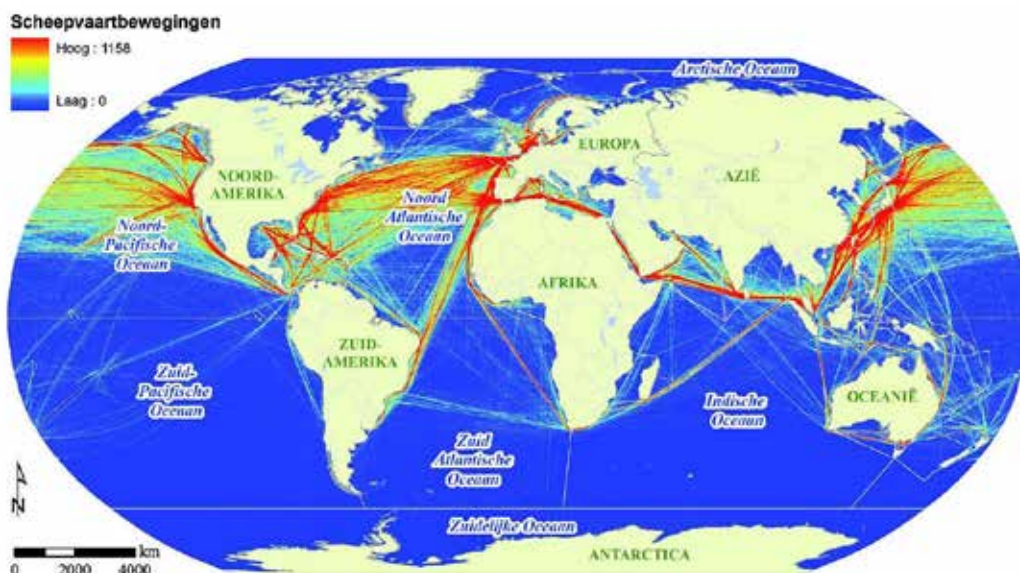 Scheepvaartbewegingen
Hoog : 1158
Laag : 0
Arctische Oceaan
EUROPA
NOORD-
AMERIKA
AZIË
Noord
Atlantische
Oceaan
Noord-
Pacifische
Oceaan
AFRIKA
ZUID-
AMERIKA
Zuid-
Pacifische
Oceaan
Indische
Oceaan
OCEANIË
Zuid
Atlantische
Oceaan
N
Zuidelijke Oceaan
km
0 2000 4000
ANTARCTICA